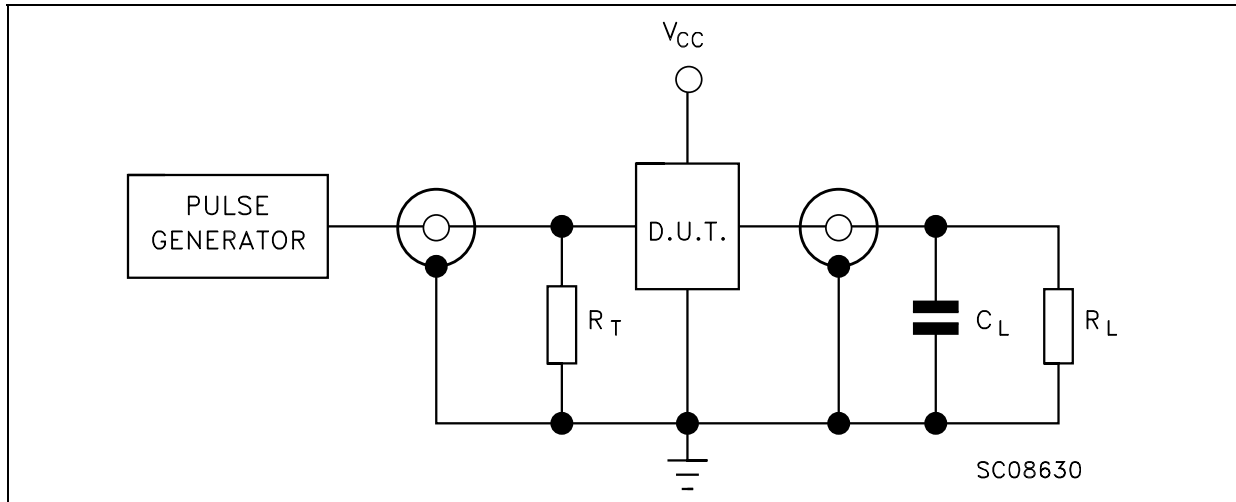 VCC
PULSE
GENERATOR
D.U.T.
RT
CL
RL
SC08630